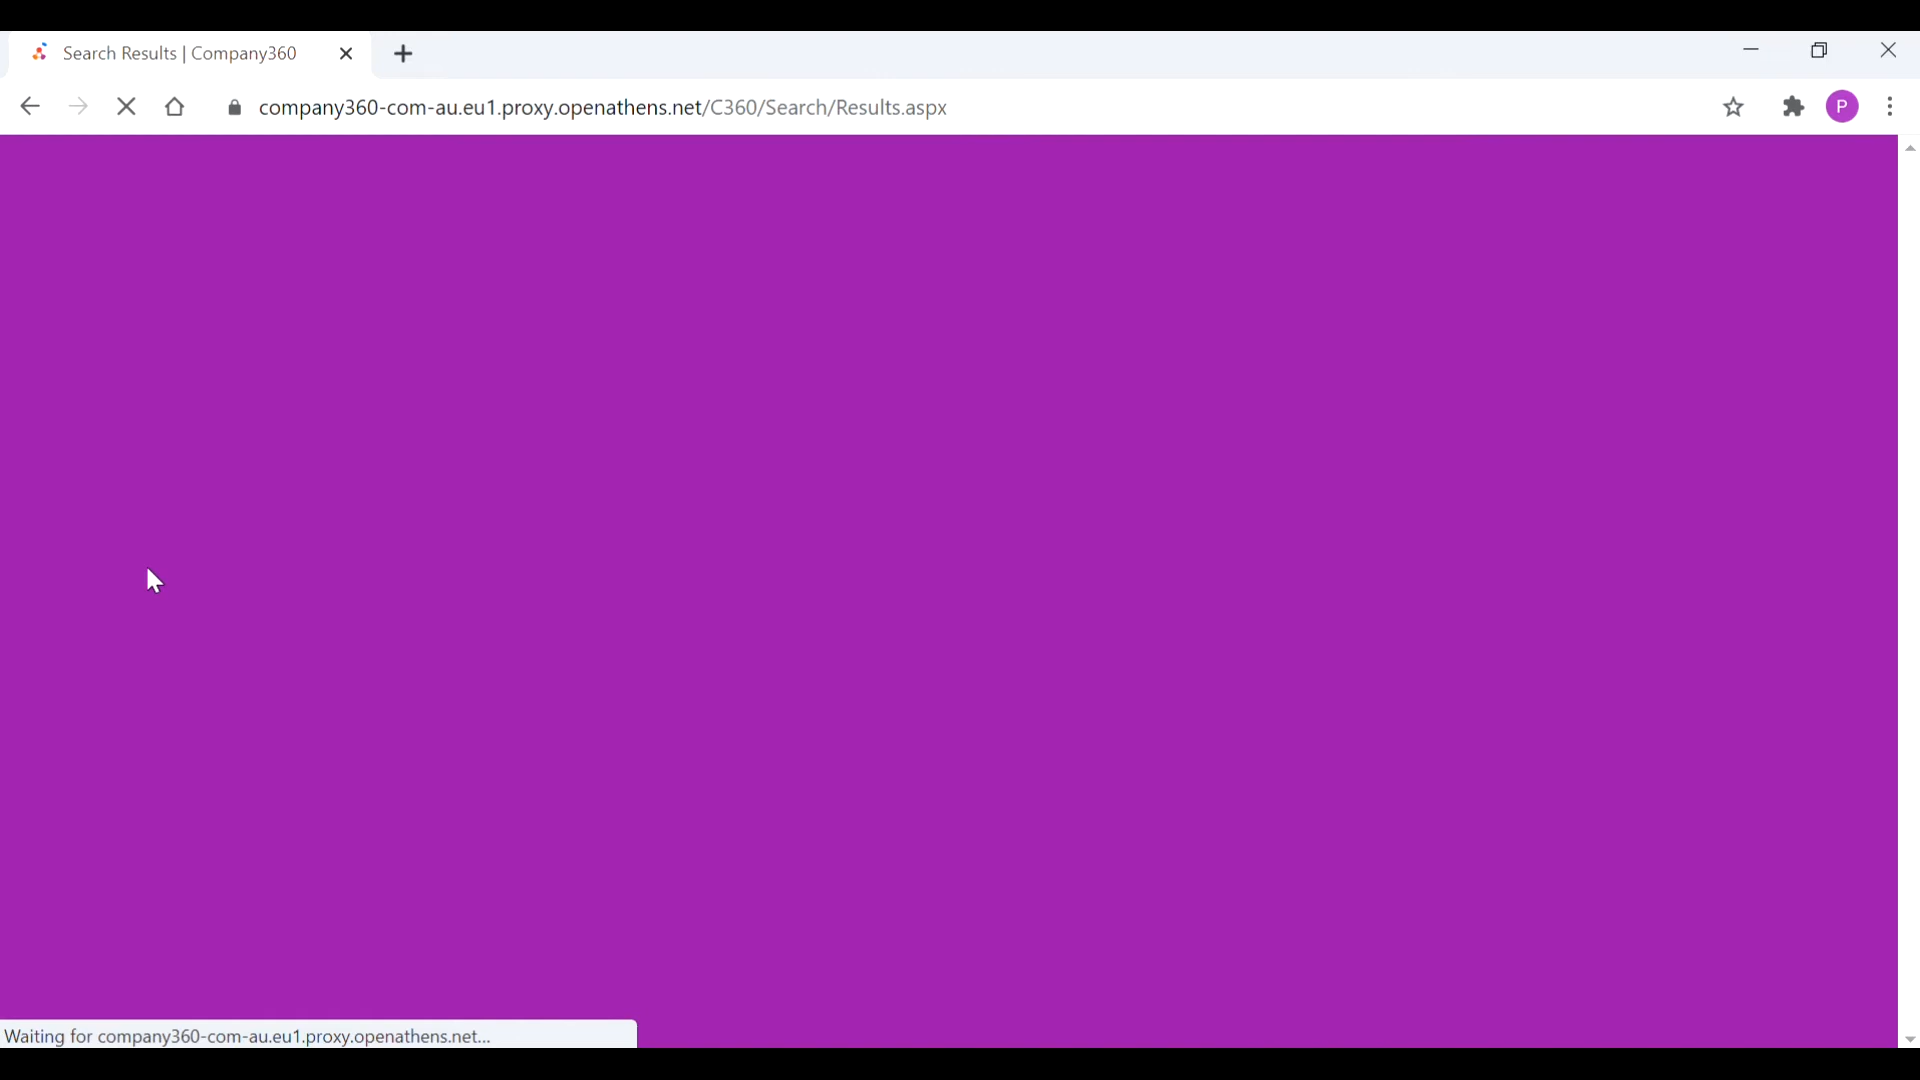 Search Results | Company360
company360-com-au.eu1.proxy.openathens.net/C360/Search/Results.aspx
P
Waiting for company360-com-au.eu1.proxy.openathens.net...